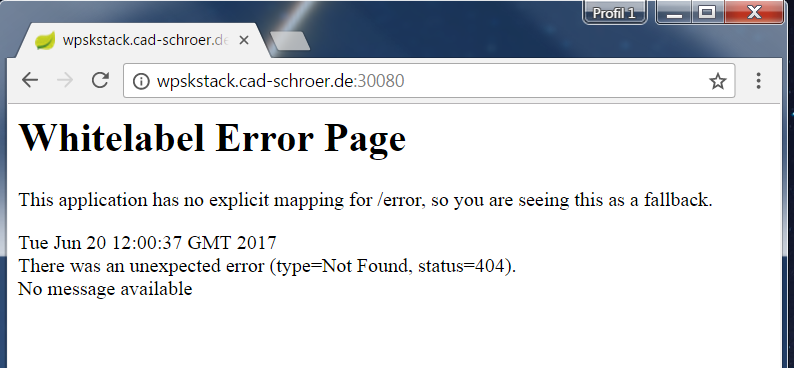 Profil 1
wpskstack.cad-schroer.de
wpskstack.cad-schroer.de:30080
Whitelabel Error Page
This application has no explicit mapping for /error, so you are seeing this as a fallback.
Tue Jun 20 12:00:37 GMT 2017
There was an unexpected error (type=Not Found, status=404).
No message available